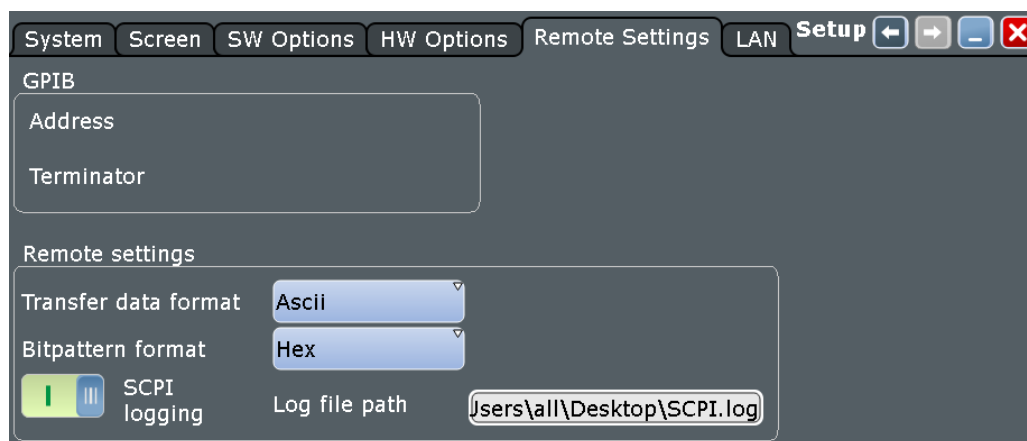 System Screen SW Options HW Options Remote Settings LAN Setup
GPIB
Address
Terminator
Remote settings
Transfer data format Ascii
Bitpattern format Hex
SCPI
logging
Log file path Jsers\all\Desktop\SCPI.log